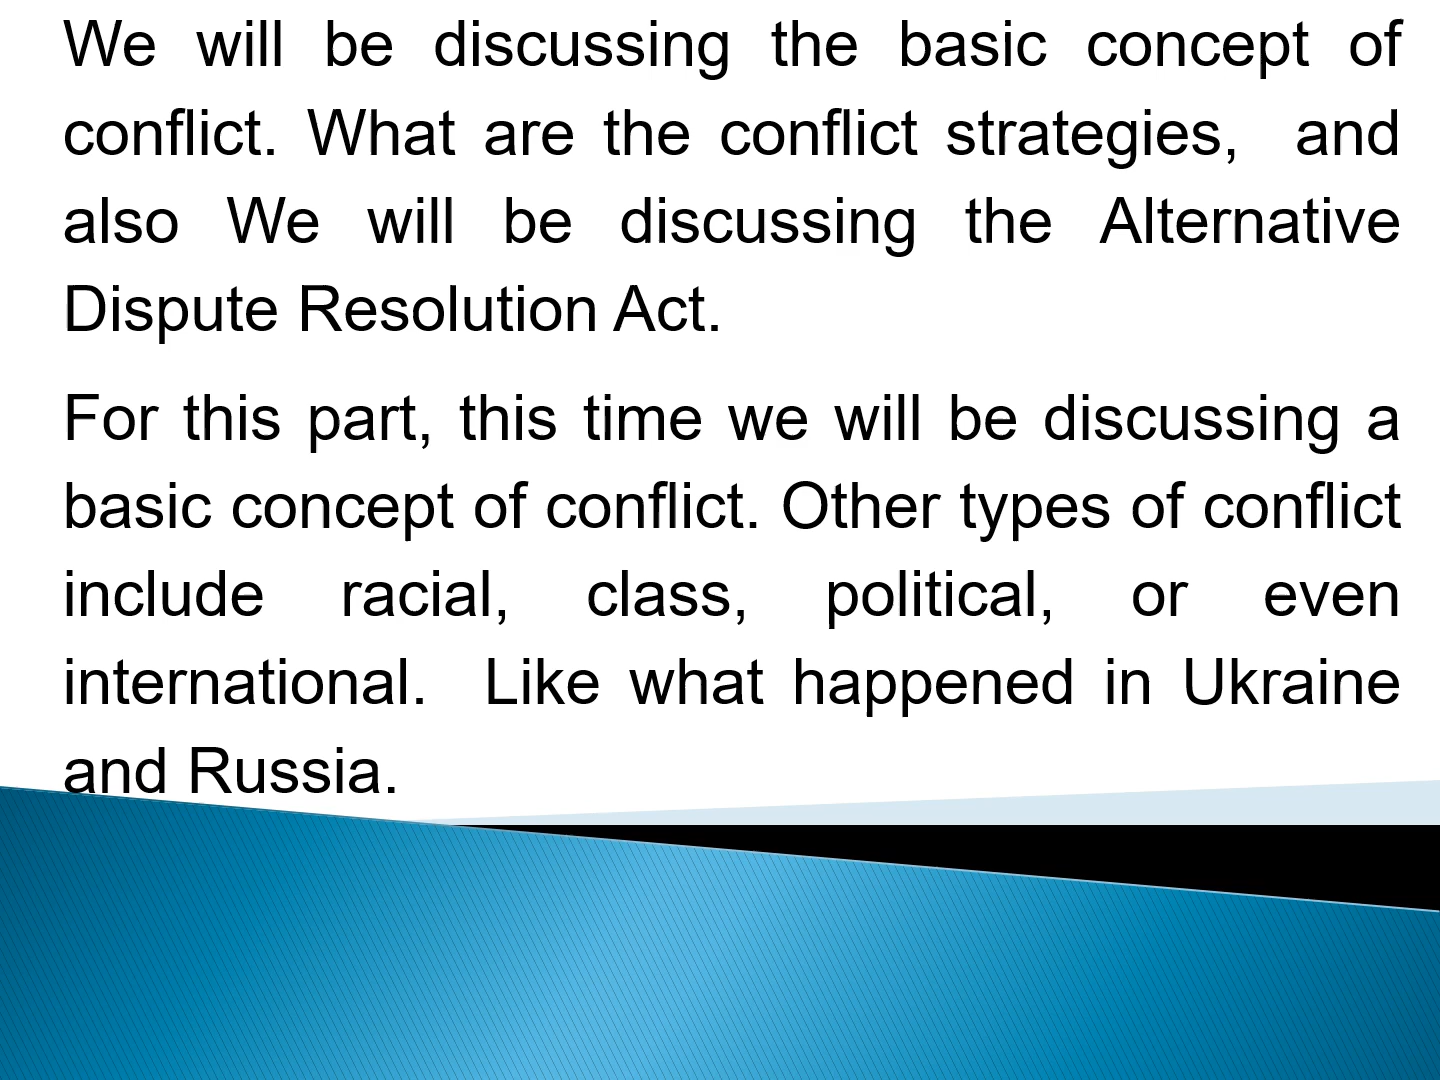 We will be discussing the basic concept of
conflict. What are the conflict strategies,  and
also We will be discussing the Alternative
Dispute Resolution Act.
For this part, this time we will be discussing a
basic concept of conflict. Other types of conflict
include racial, class, political, or even
international.  Like what happened in Ukraine
and Russia.